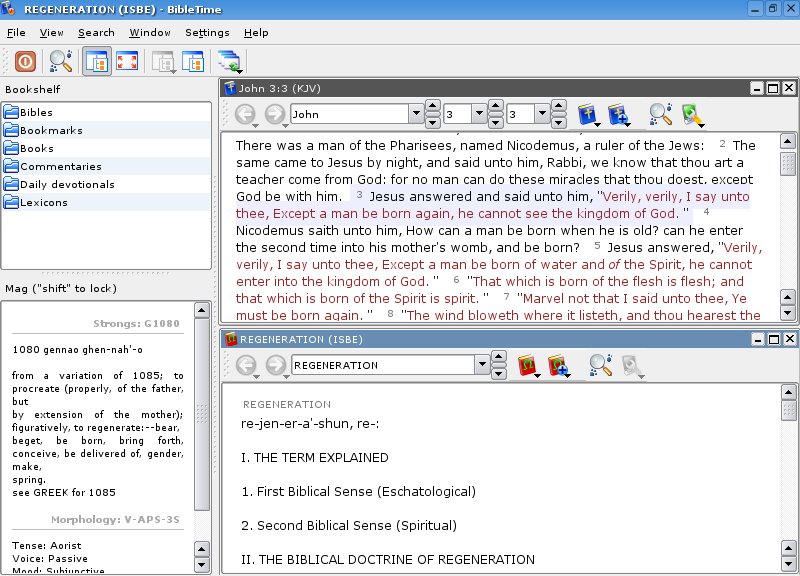 REGENERATION (ISBE) - BibleTime
File View Search Window Settings Help
Bookshelf
Bibles
Bookmarks
Books
Commentaries
Daily devotionals
Lexicons
Mag ("shift" to lock)
Strongs: G1080
1080 gennao ghen-nah'-o
from a variation of 1085; to
procreate (properly, of the father,
but
by extension of the mother);
figuratively, to regenerate:--bear,
beget, be born, bring forth,
conceive, be delivered of, gender,
make,
spring.
see GREEK for 1085
Morphology: V-APS-3S
Tense: Aorist
Voice: Passive
Mood: Subjunctive
John 3:3 (KJV)
John 3 3
There was a man of the Pharisees, named Nicodemus, a ruler of the Jews: 2 The
same came to Jesus by night, and said unto him, Rabbi, we know that thou art a
teacher come from God: for no man can do these miracles that thou doest, except
God be with him. 3 Jesus answered and said unto him, "Verily, verily, I say unto
thee, Except a man be born again, he cannot see the kingdom of God. " 4
Nicodemus saith unto him, How can a man be born when he is old? can he enter
the second time into his mother's womb, and be born? 5 Jesus answered, "Verily,
verily, I say unto thee, Except a man be born of water and of the Spirit, he cannot
enter into the kingdom of God. " 6 "That which is born of the flesh is flesh; and
that which is born of the Spirit is spirit. " 7 "Marvel not that I said unto thee, Ye
must be born again. " 8 "The wind bloweth where it listeth, and thou hearest the
REGENERATION (ISBE)
REGENERATION
REGENERATION
re-jen-er-a'-shun, re-:
I. THE TERM EXPLAINED
1. First Biblical Sense (Eschatological)
2. Second Biblical Sense (Spiritual)
II. THE BIBLICAL DOCTRINE OF REGENERATION